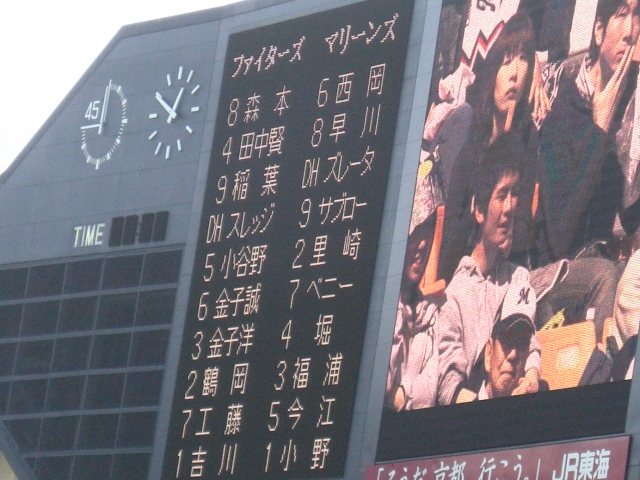 ファイターズ マリーンズ
8 森本 6 西岡
4 田中賢 8 早川
9 稲葉 DH ズレータ
DH スレッジ 9 サブロー
5 小谷野 2 里崎
6 金子誠 7 ベニー
3 金子洋 4 堀
2 鶴岡 3 福浦
7 工藤 5 今江
1 吉川 1 小野
45
TIME
M
「そうだ 京都、行こう。」 JR東海